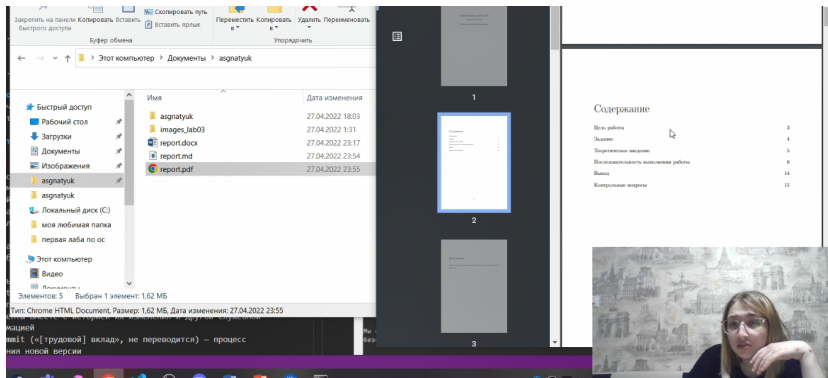 Закрепить на панели
быстрого доступа
Копировать
Вставить
Скопировать путь
Вставить ярлык
Переместить
в
Копировать
в
Удалить
Переименовать
Буфер обмена
Упорядочить
Этот компьютер > Документы > asgnatyuk
Имя
Дата изменения
Быстрый доступ
Рабочий стол
Загрузки
Документы
Изображения
asgnatyuk
asgnatyuk
Локальный диск (C:)
моя любимая папка
первая лаба по ос
Этот компьютер
Видео
Документы
asgnatyuk 27.04.2022 18:03
images_lab03 27.04.2022 1:31
report.docx 27.04.2022 23:17
report.md 27.04.2022 23:54
report.pdf 27.04.2022 23:55
Элементов: 5 Выбран 1 элемент: 1,62 МБ
Тип: Chrome HTML Document, Размер: 1,62 МБ, Дата изменения: 27.04.2022 23:55
мацией
mmit («[трудовой] вклад», не переводится) — процесс
ния новой версии
1
2
3
Содержание
Цель работы 3
Задание 4
Теоретическое введение 5
Последовательность выполнения работы 6
Вывод 14
Контрольные вопросы 15